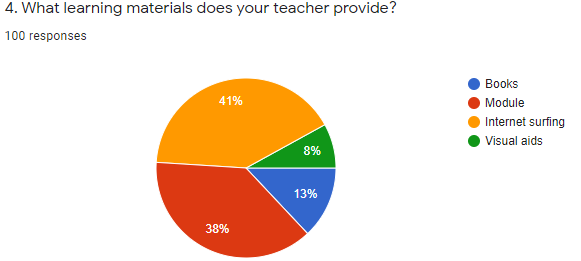 4. What learning materials does your teacher provide?
100 responses
41%
8%
13%
38%
Books
Module
Internet surfing
Visual aids